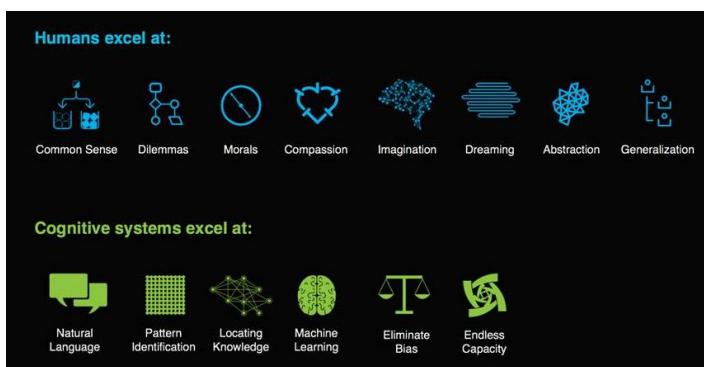 Humans excel at:
Common Sense
Dilemmas
Morals
Compassion
Imagination
Dreaming
Abstraction
Generalization
Cognitive systems excel at:
Natural
Language
Pattern
Identification
Locating
Knowledge
Machine
Learning
Eliminate
Bias
Endless
Capacity